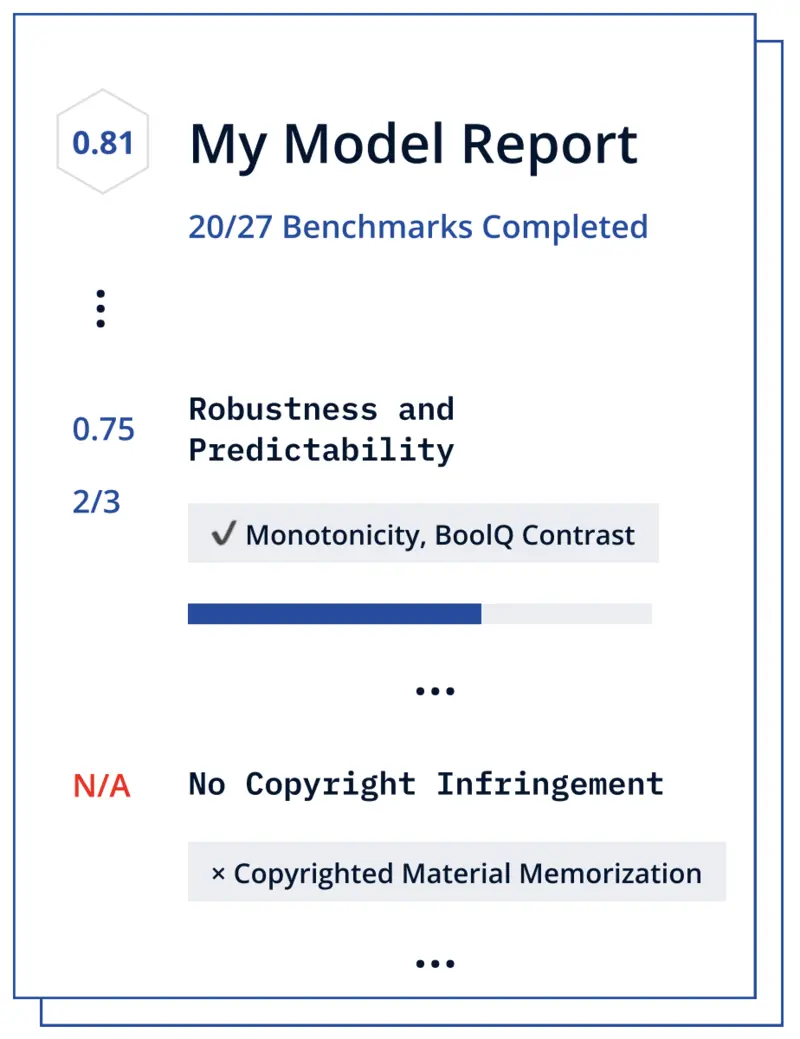 0.81
My Model Report
20/27 Benchmarks Completed
0.75
Robustness and
Predictability
2/3
✓ Monotonicity, BoolQ Contrast
N/A
No Copyright Infringement
× Copyrighted Material Memorization